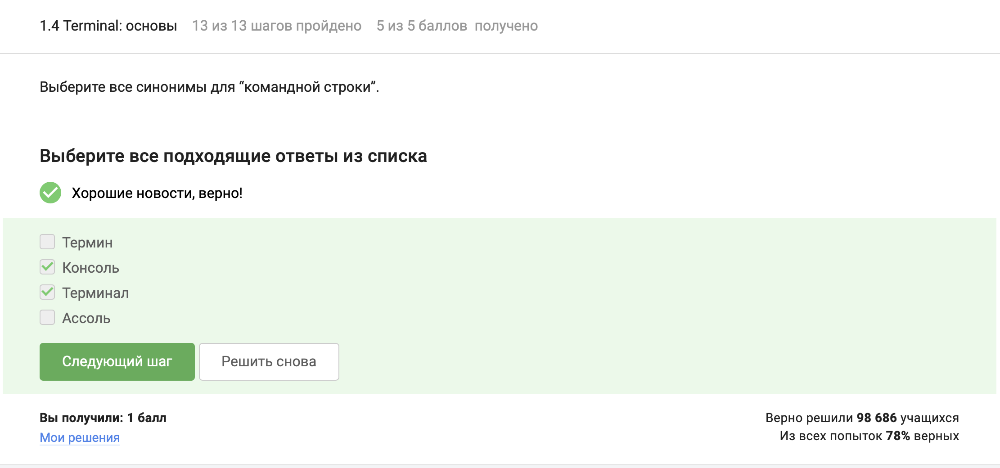 1.4 Terminal: основы 13 из 13 шагов пройдено 5 из 5 баллов получено
Выберите все синонимы для “командной строки”.
Выберите все подходящие ответы из списка
Хорошие новости, верно!
Термин
Консоль
Терминал
Ассоль
Следующий шаг Решить снова
Вы получили: 1 балл
Мои решения
Верно решили 98 686 учащихся
Из всех попыток 78% верных